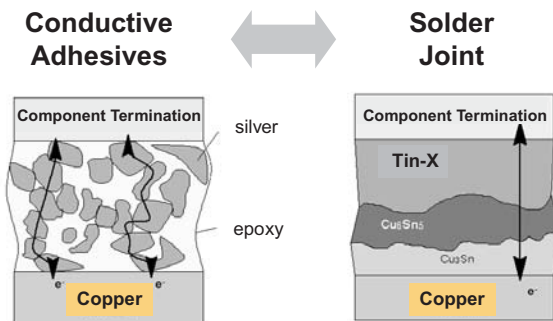 Conductive
Adhesives
Solder
Joint
Component Termination
silver
epoxy
e-
e-
Copper
Component Termination
Tin-X
Cu6Sn5
Cu3Sn
Copper
e-